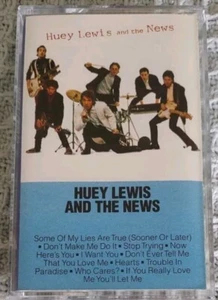 Huey Lewis and the News
HUEY LEWIS
AND THE NEWS
Some Of My Lies Are True (Sooner Or Later)
• Don't Make Me Do It • Stop Trying • Now
Here's You • I Want You • Don't Ever Tell Me
That You Love Me • Hearts • Trouble In
Paradise • Who Cares? • If You Really Love
Me You'll Let Me